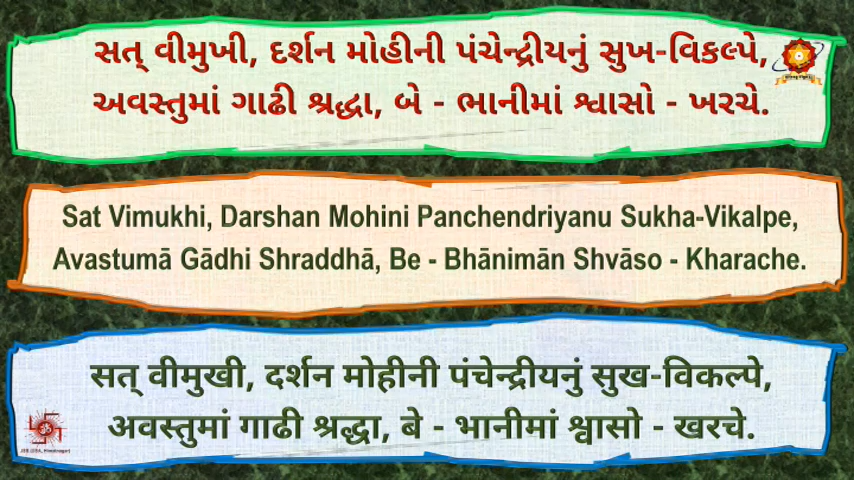 સત્ વીમુખી, દર્શન મોહીની પંચેન્દ્રીયનું સુખ-વિકલ્પે,
અવસ્તુમાં ગાઢી શ્રદ્ધા, બે - ભાનીમાં શ્વાસો - ખરચે.
Sat Vimukhi, Darshan Mohini Panchendriyanu Sukha-Vikalpe,
Avastumā Gādhi Shraddhā, Be - Bhānimān Shvāso - Kharache.
सत् वीमुखी, दर्शन मोहीनी पंचेन्द्रीयनुं सुख-विकल्पे,
अवस्तुमां गाढी श्रद्धा, बे - भानीमां श्वासो - खरचे.